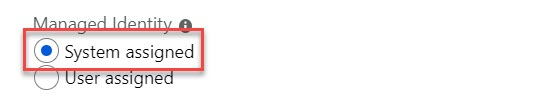 Managed Identity
System assigned
User assigned